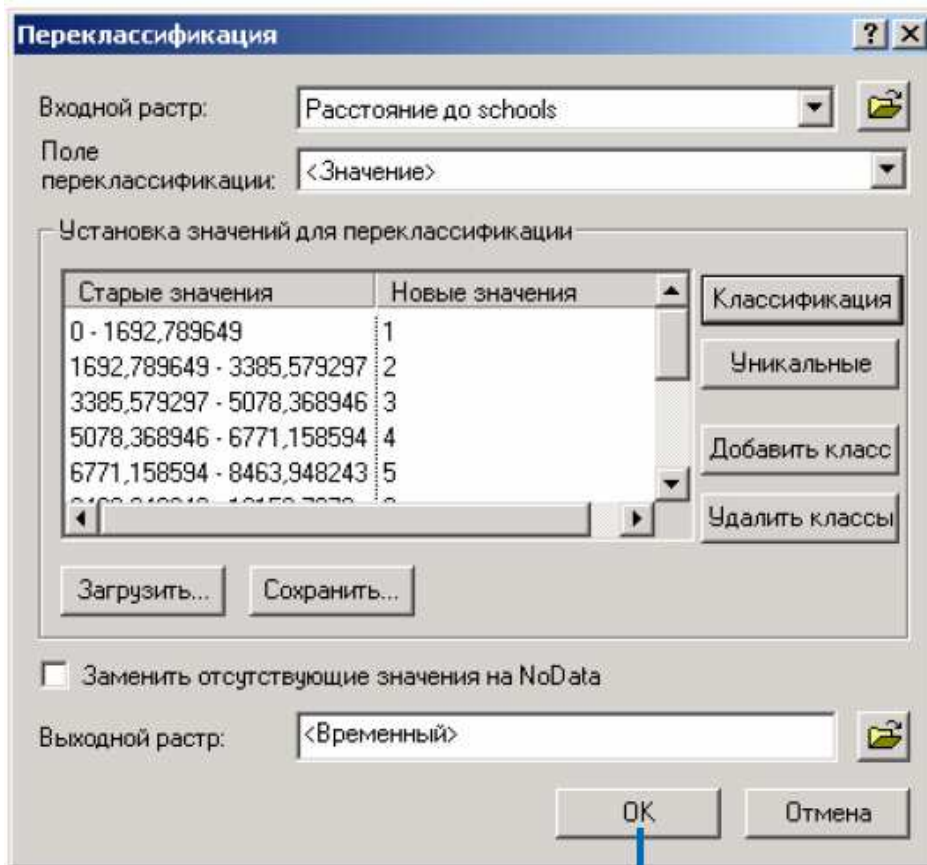 Переклассификация
Входной растр: Расстояние до schools
Поле
переклассификации: <Значение>
Установка значений для переклассификации
Старые значения Новые значения
0 - 1692,789649 1
1692,789649 - 3385,579297 2
3385,579297 - 5078,368946 3
5078,368946 - 6771,158594 4
6771,158594 - 8463,948243 5
Классификация
Уникальные
Добавить класс
Удалить классы
Загрузить... Сохранить...
Заменить отсутствующие значения на NoData
Выходной растр: <Временный>
OK Отмена